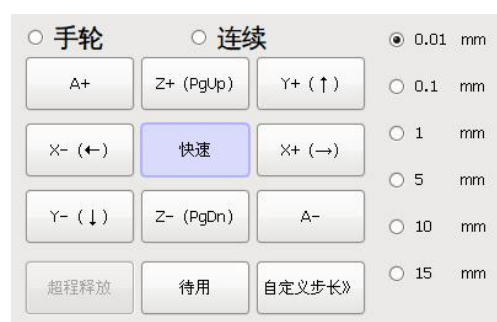 手轮 连续
0.01 mm
A+ Z+ (PgUp) Y+ (↑)
0.1 mm
1 mm
X- (←) 快速 X+ (→)
5 mm
Y- (↓) Z- (PgDn) A-
10 mm
15 mm
超程释放 待用 自定义步长》